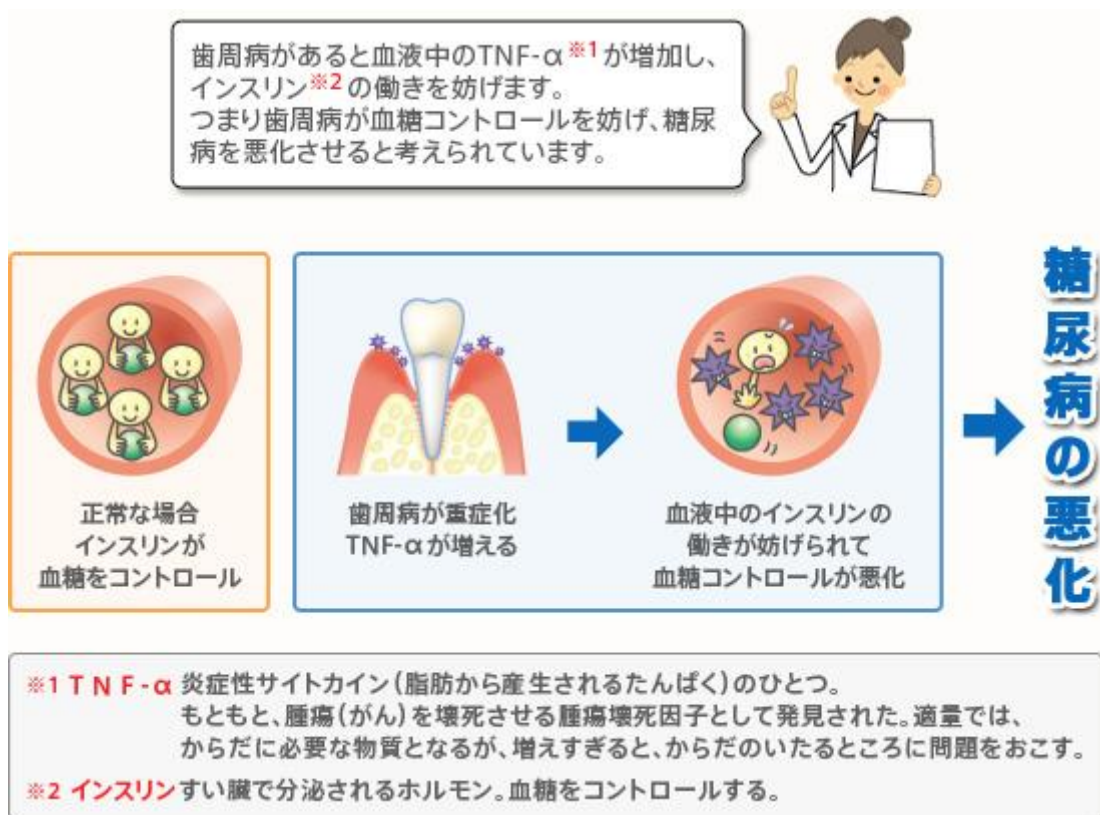 歯周病があると血液中のTNF-α※1が増加し、
インスリン※2の働きを妨げます。
つまり歯周病が血糖コントロールを妨げ、糖尿
病を悪化させると考えられています。
正常な場合
インスリンが
血糖をコントロール
歯周病が重症化
TNF-αが増える
血液中のインスリンの
働きが妨げられて
血糖コントロールが悪化
糖尿病の悪化
※1 TNF-α 炎症性サイトカイン(脂肪から産生されるたんぱく)のひとつ。
もともと、腫瘍(がん)を壊死させる腫瘍壊死因子として発見された。適量では、
からだに必要な物質となるが、増えすぎると、からだのいたるところに問題をおこす。
※2 インスリン すい臓で分泌されるホルモン。血糖をコントロールする。